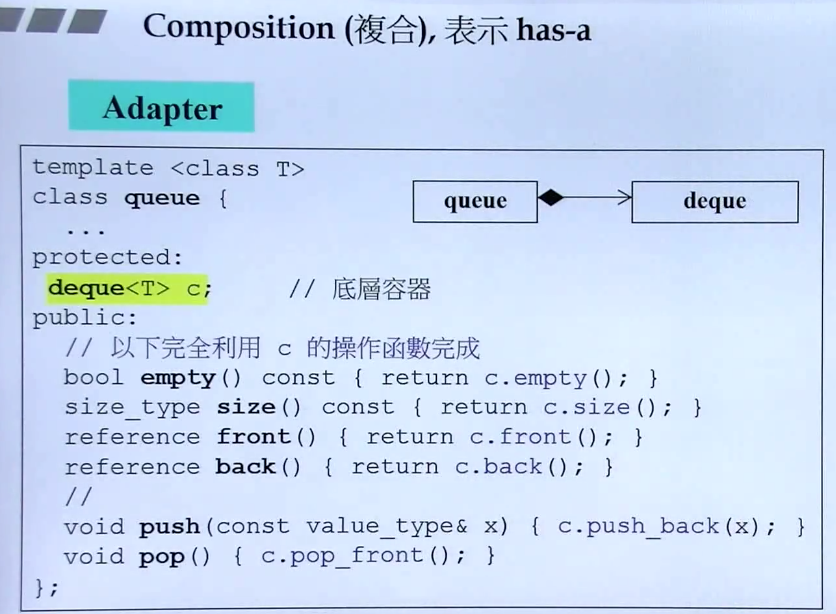 Composition (複合), 表示 has-a
Adapter
template <class T>
class queue {
queue
deque
...
protected:
deque<T> c; // 底層容器
public:
// 以下完全利用 c 的操作函數完成
bool empty() const { return c.empty(); }
size_type size() const { return c.size(); }
reference front() { return c.front(); }
reference back() { return c.back(); }
//
void push(const value_type& x) { c.push_back(x); }
void pop() { c.pop_front(); }
};